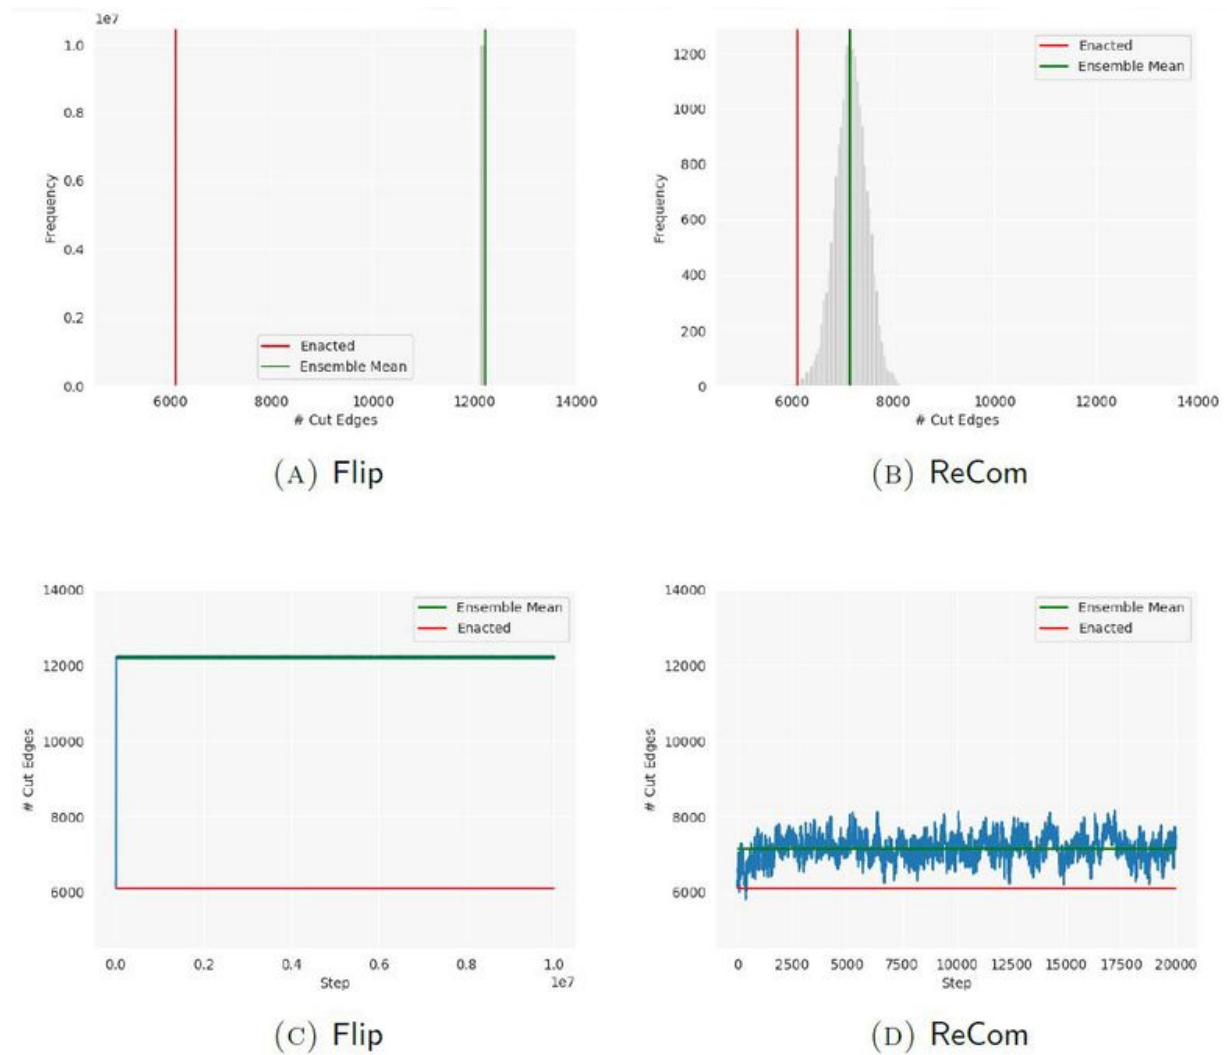 1e7
1.0
0.8
0.6
0.4
0.2
0.0
Frequency
6000 8000 10000 12000 14000
# Cut Edges
Enacted
Ensemble Mean
(A) Flip
1200
1000
800
600
400
200
0
Frequency
6000 8000 10000 12000 14000
# Cut Edges
Enacted
Ensemble Mean
(B) ReCom
14000
12000
10000
8000
6000
# Cut Edges
Ensemble Mean
Enacted
0.0 0.2 0.4 0.6 0.8 1.0
Step
1e7
(C) Flip
14000
12000
10000
8000
6000
# Cut Edges
Ensemble Mean
Enacted
0 2500 5000 7500 10000 12500 15000 17500 20000
Step
(D) ReCom